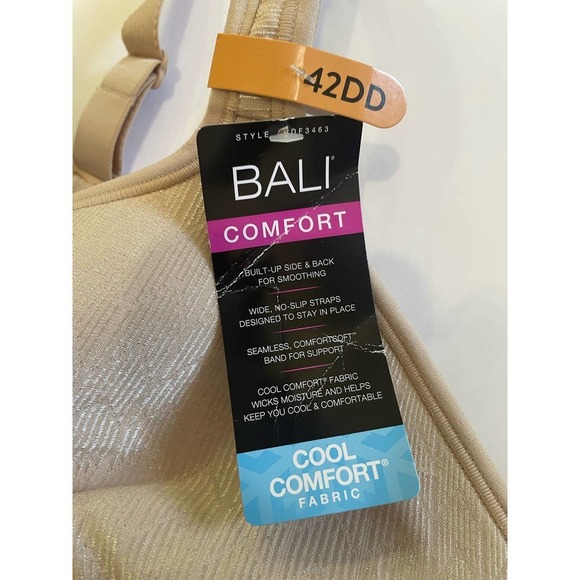 42DD
STYLE DF3463
BALI®
COMFORT
BUILT-UP SIDE & BACK
FOR SMOOTHING
WIDE, NO-SLIP STRAPS
DESIGNED TO STAY IN PLACE
SEAMLESS, COMFORTSOFT™
BAND FOR SUPPORT
COOL COMFORT® FABRIC
WICKS MOISTURE AND HELPS
KEEP YOU COOL & COMFORTABLE
COOL
COMFORT®
FABRIC